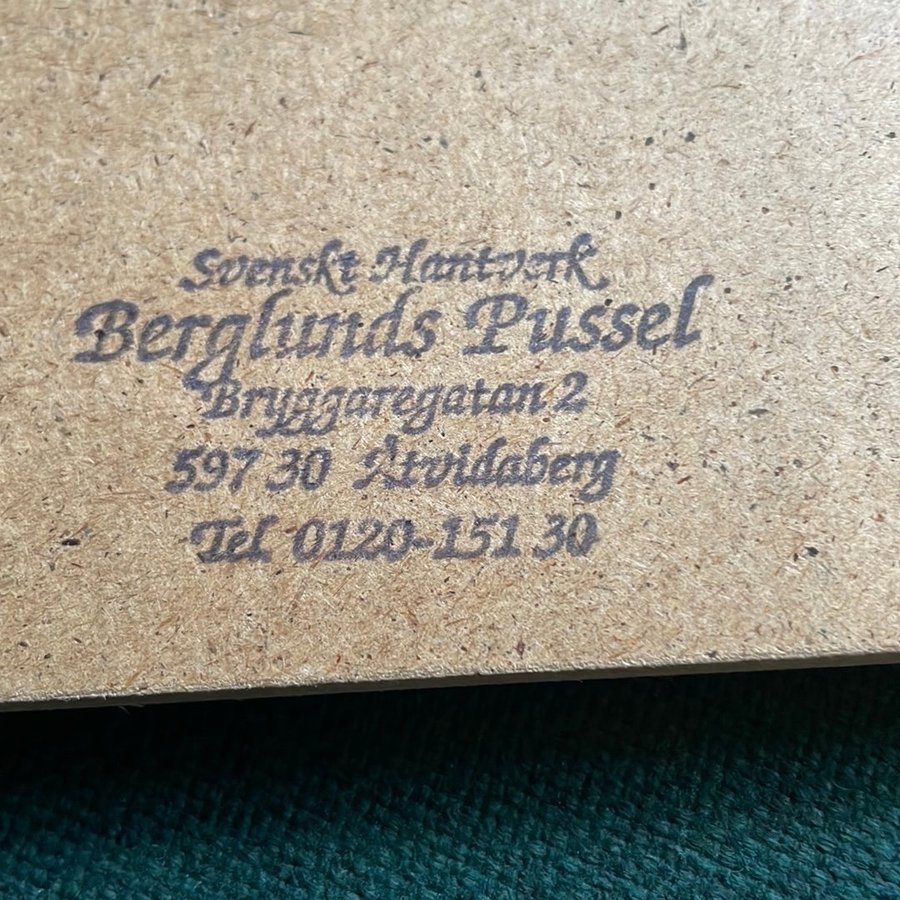 Svenskt Hantverk
Berglunds Pussel
Bryggaregatan 2
597 30 Åtvidaberg
Tel 0120-151 30